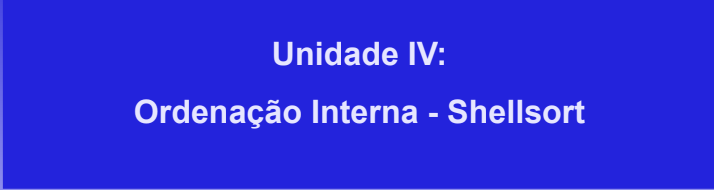 Unidade IV:
Ordenação Interna - Shellsort